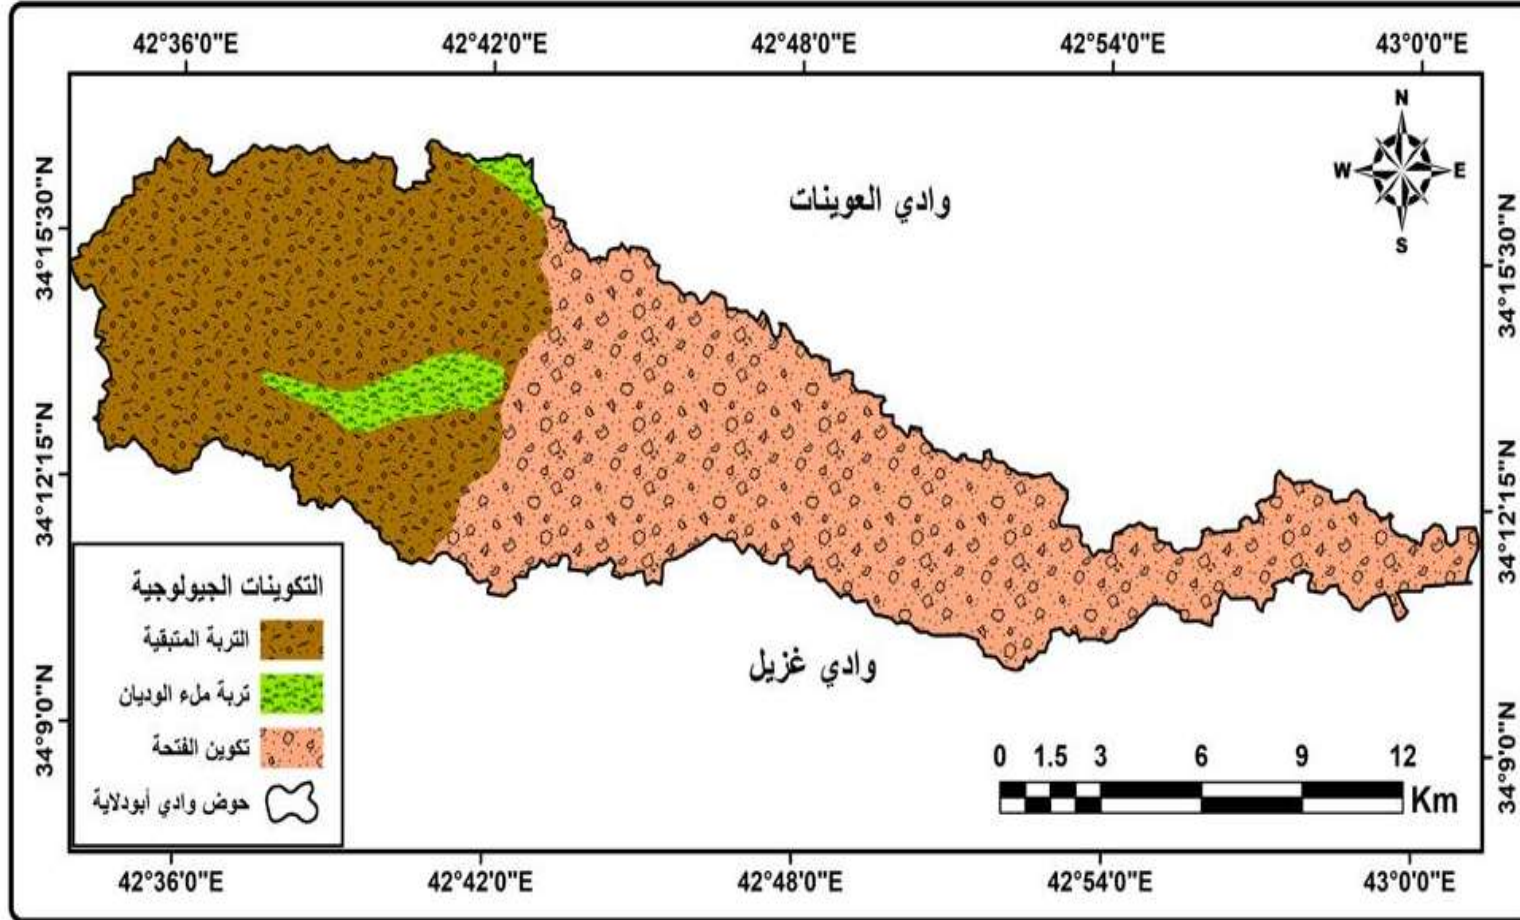 42°36'0"E 42°42'0"E 42°48'0"E 42°54'0"E 43°0'0"E
N
W E
S
34°15'30"N
34°15'30"N
وادي العوينات
34°12'15"N
34°12'15"N
وادي غزيل
34°9'0"N
34°9'0"N
التكوينات الجيولوجية
التربة المتبقية
تربة ملء الوديان
تكوين الفتحة
حوض وادي أبودلاية
0 1.5 3 6 9 12
Km
42°36'0"E 42°42'0"E 42°48'0"E 42°54'0"E 43°0'0"E